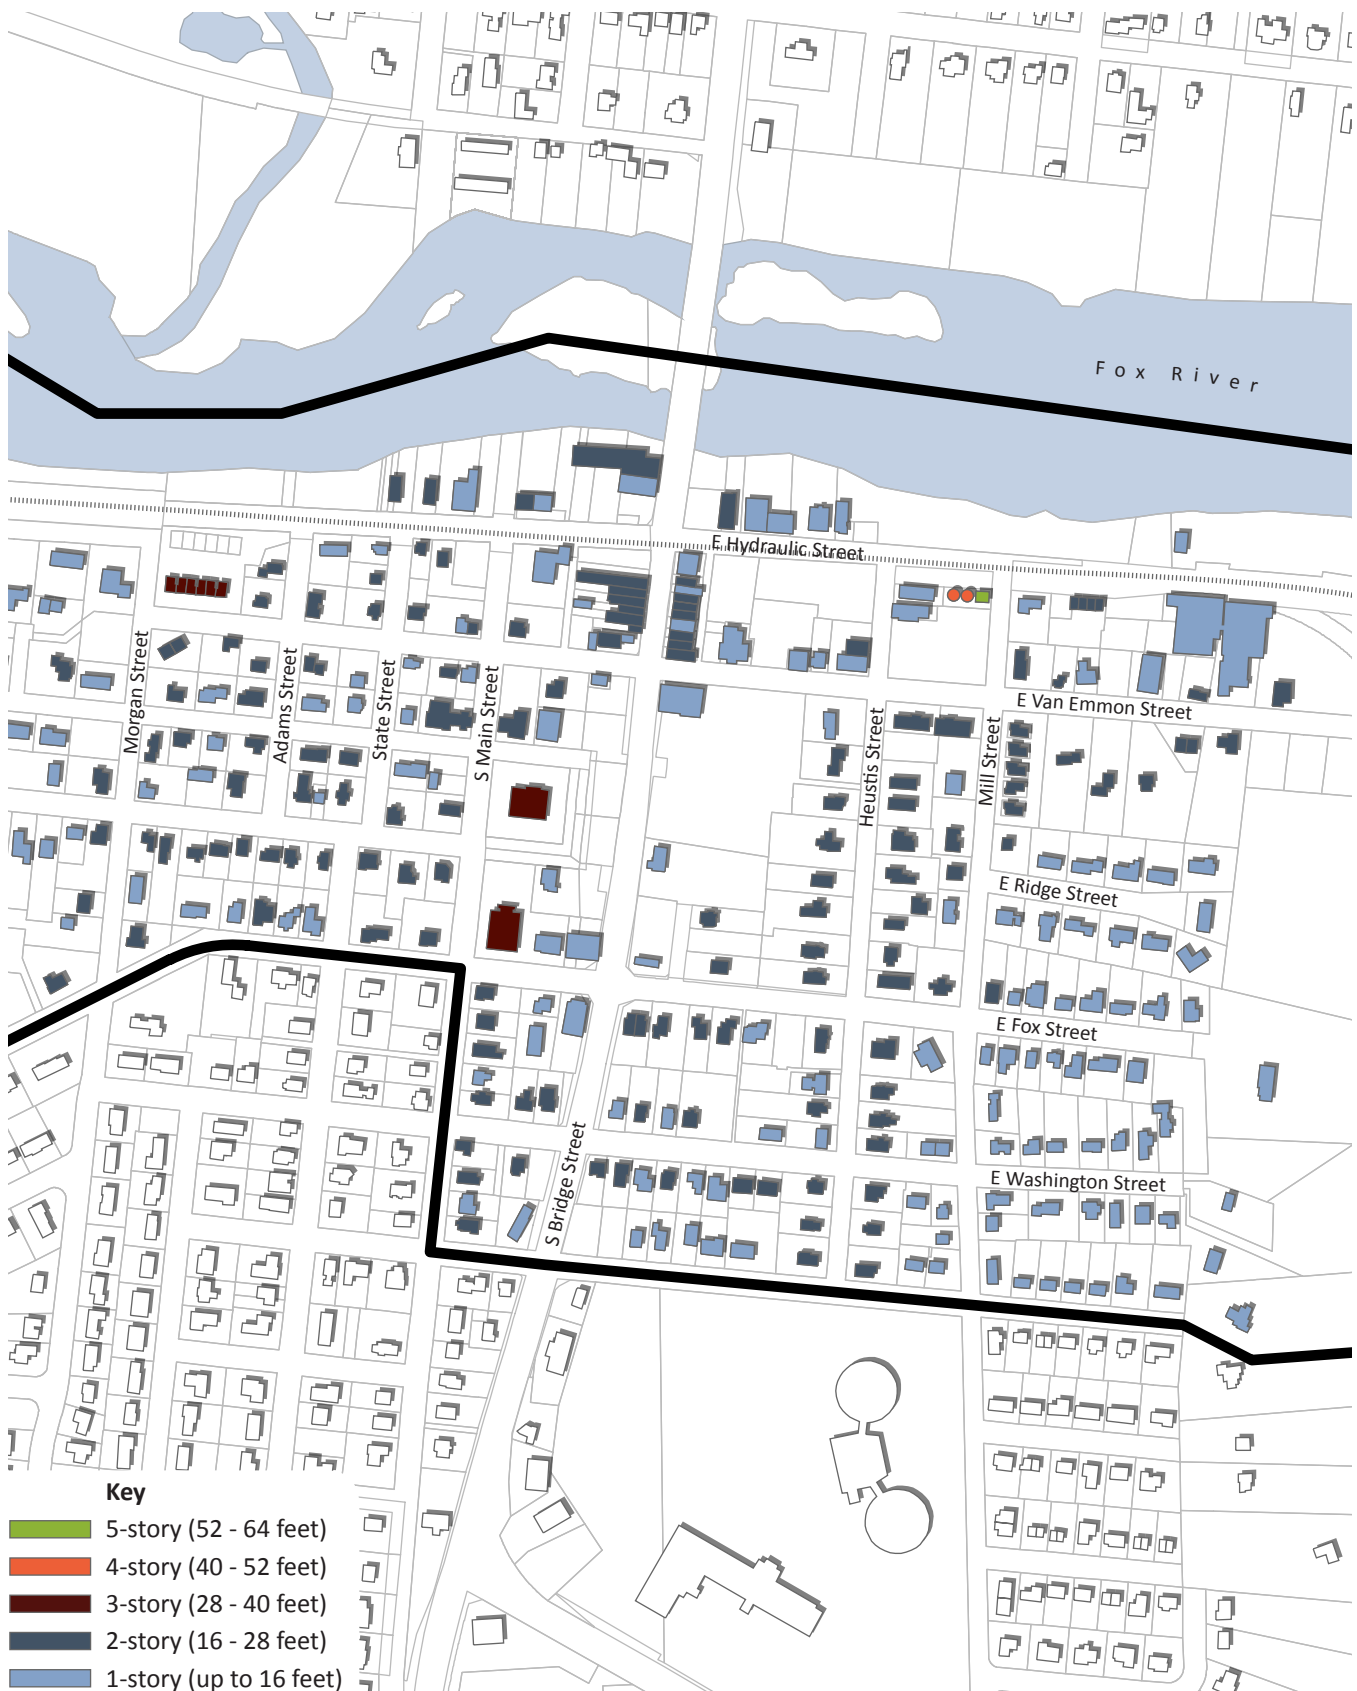 Fox River
E Hydraulic Street
E Van Emmon Street
Morgan Street
Adams Street
State Street
S Main Street
Heustis Street
Mill Street
E Ridge Street
E Fox Street
E Washington Street
S Bridge Street
Key
5-story (52 - 64 feet)
4-story (40 - 52 feet)
3-story (28 - 40 feet)
2-story (16 - 28 feet)
1-story (up to 16 feet)